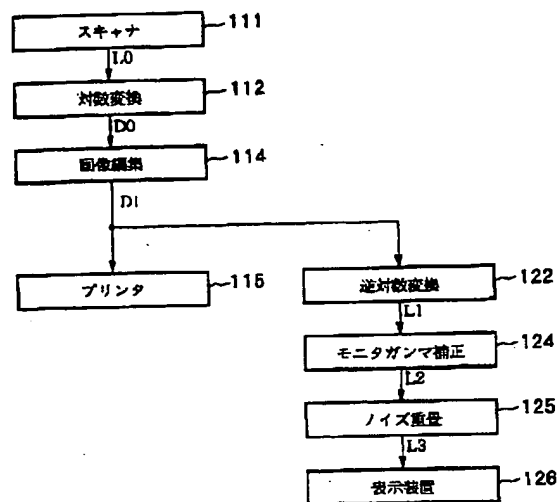 スキャナ 111
L0
対数変換 112
D0
画像編集 114
D1
プリンタ 115
逆対数変換 122
L1
モニタガンマ補正 124
L2
ノイズ重畳 125
L3
表示装置 126